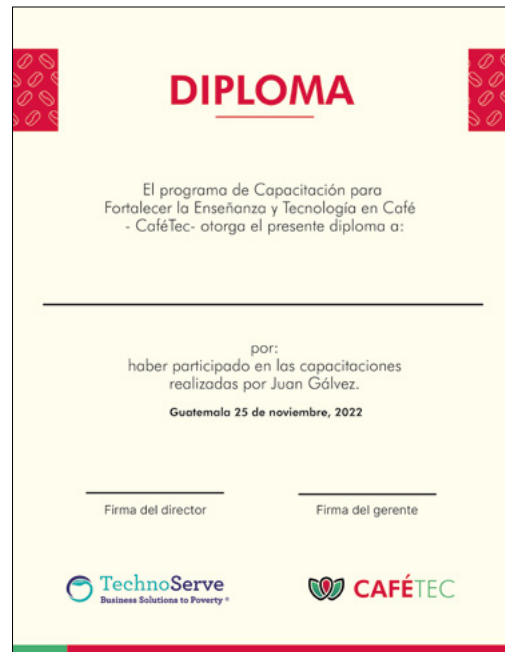 DIPLOMA
El programa de Capacitación para
Fortalecer la Enseñanza y Tecnología en Café
- CaféTec- otorga el presente diploma a:
por:
haber participado en las capacitaciones
realizadas por Juan Gálvez.
Guatemala 25 de noviembre, 2022
Firma del director
Firma del gerente
TechnoServe
Business Solutions to Poverty ®
CAFÉTEC